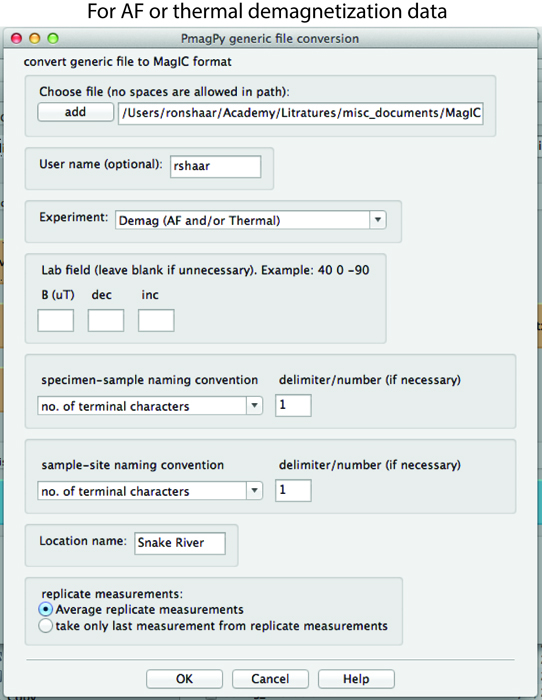 For AF or thermal demagnetization data
PmagPy generic file conversion
convert generic file to MagIC format
Choose file (no spaces are allowed in path):
add /Users/ronshaar/Academy/Litratures/misc_documents/MagIC
User name (optional): rshaar
Experiment: Demag (AF and/or Thermal)
Lab field (leave blank if unnecessary). Example: 40 0 -90
B (uT) dec inc
specimen-sample naming convention delimiter/number (if necessary)
no. of terminal characters 1
sample-site naming convention delimiter/number (if necessary)
no. of terminal characters 1
Location name: Snake River
replicate measurements:
Average replicate measurements
take only last measurement from replicate measurements
OK Cancel Help